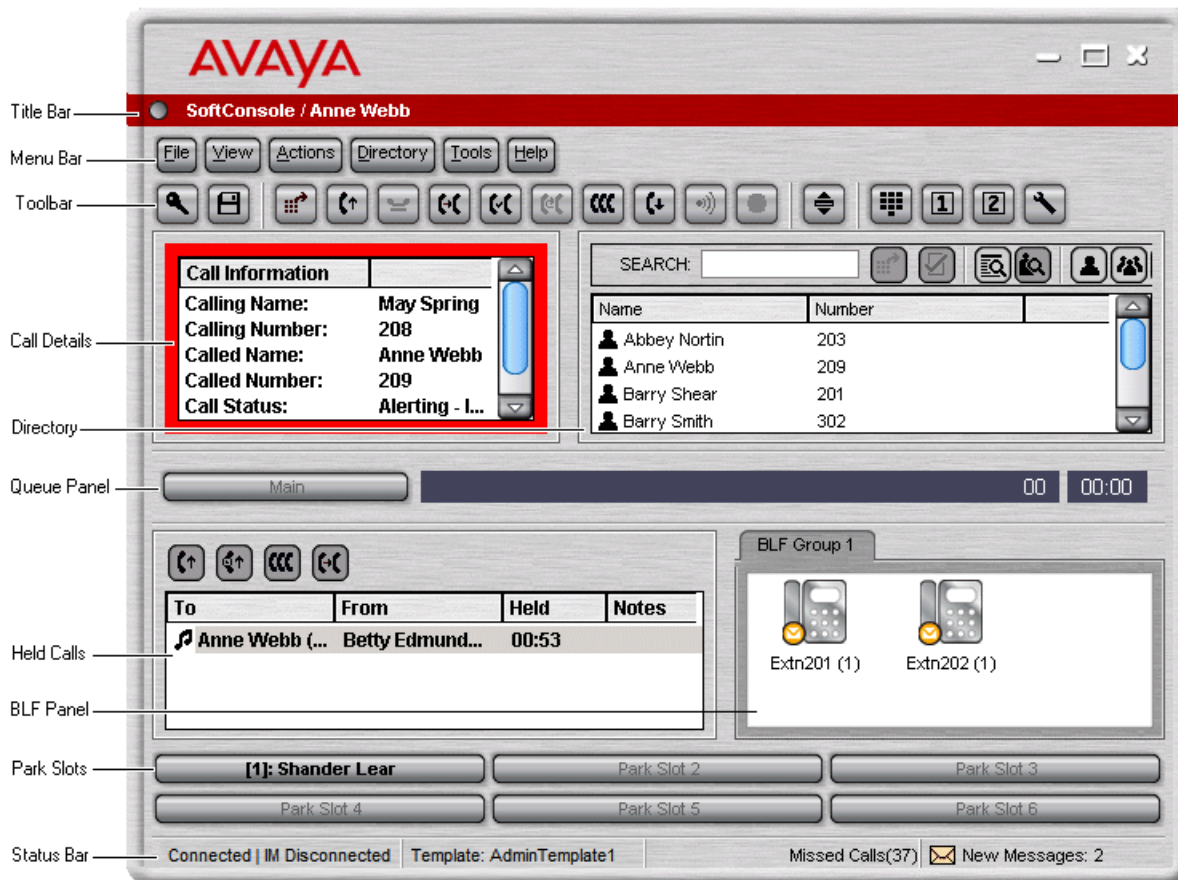 AVAYA
Title Bar
SoftConsole / Anne Webb
Menu Bar
File View Actions Directory Tools Help
Toolbar
1 2
Call Details
Call Information
Calling Name: May Spring
Calling Number: 208
Called Name: Anne Webb
Called Number: 209
Call Status: Alerting - I...
Directory
SEARCH:
Name Number
Abbey Nortin 203
Anne Webb 209
Barry Shear 201
Barry Smith 302
Queue Panel
Main 00 00:00
Held Calls
To From Held Notes
Anne Webb (... Betty Edmund... 00:53
BLF Panel
BLF Group 1
Extn201 (1) Extn202 (1)
Park Slots
[1]: Shander Lear Park Slot 2 Park Slot 3
Park Slot 4 Park Slot 5 Park Slot 6
Status Bar
Connected | IM Disconnected Template: AdminTemplate1 Missed Calls(37) New Messages: 2